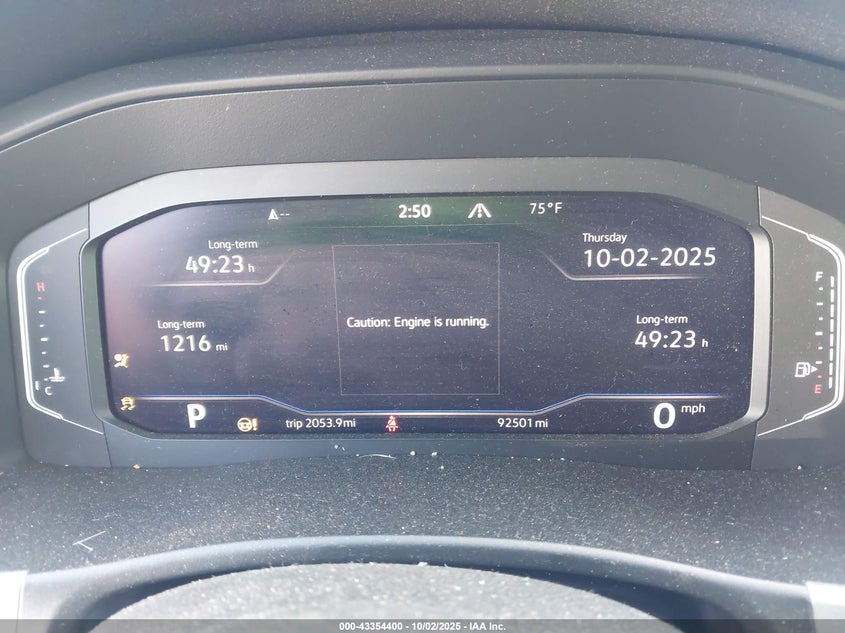 -- 2:50 75°F
Long-term
49:23 h
Thursday
10-02-2025
Caution: Engine is running.
Long-term
1216 mi
Long-term
49:23 h
H
C
F
E
P trip 2053.9mi 92501 mi 0 mph
000-43354400 - 10/02/2025 - IAA Inc.